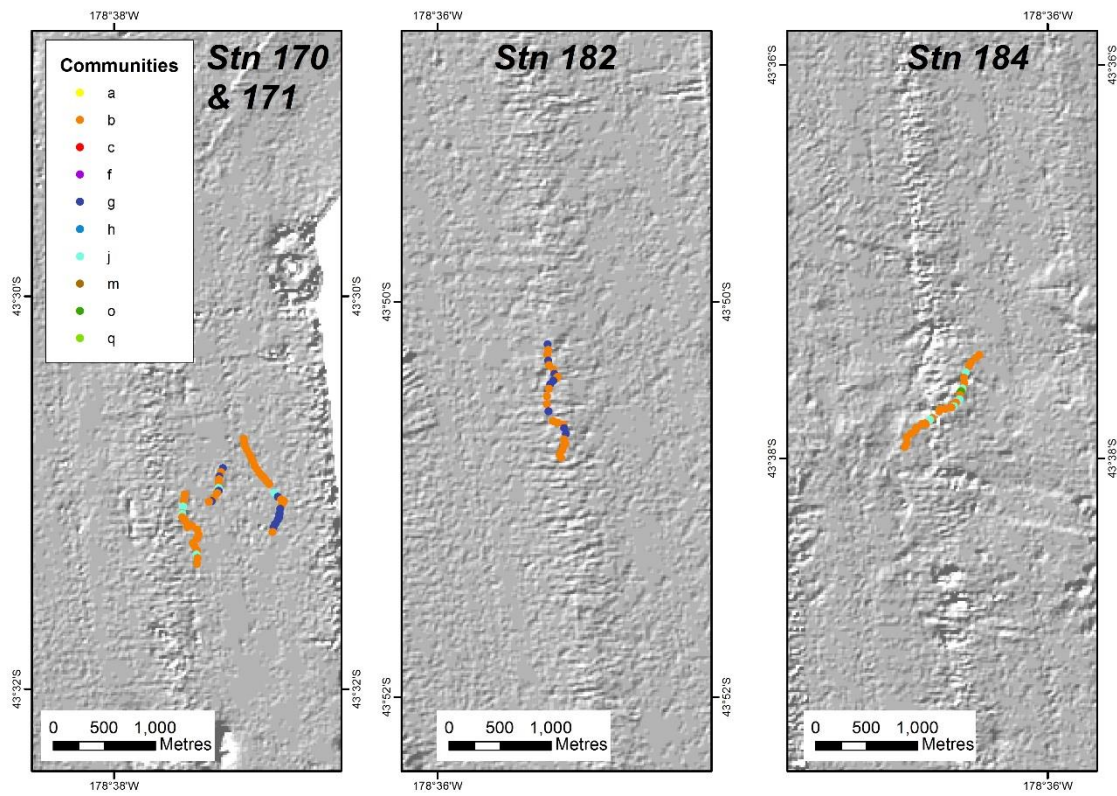 178°38'W
178°36'W
178°36'W
Communities
a
b
c
f
g
h
j
m
o
q
Stn 170
& 171
Stn 182
Stn 184
43°36'S
43°36'S
43°30'S
43°30'S
43°50'S
43°50'S
43°38'S
43°38'S
43°32'S
43°32'S
43°52'S
43°52'S
0 500 1,000
Metres
0 500 1,000
Metres
0 500 1,000
Metres
178°38'W
178°36'W
178°36'W